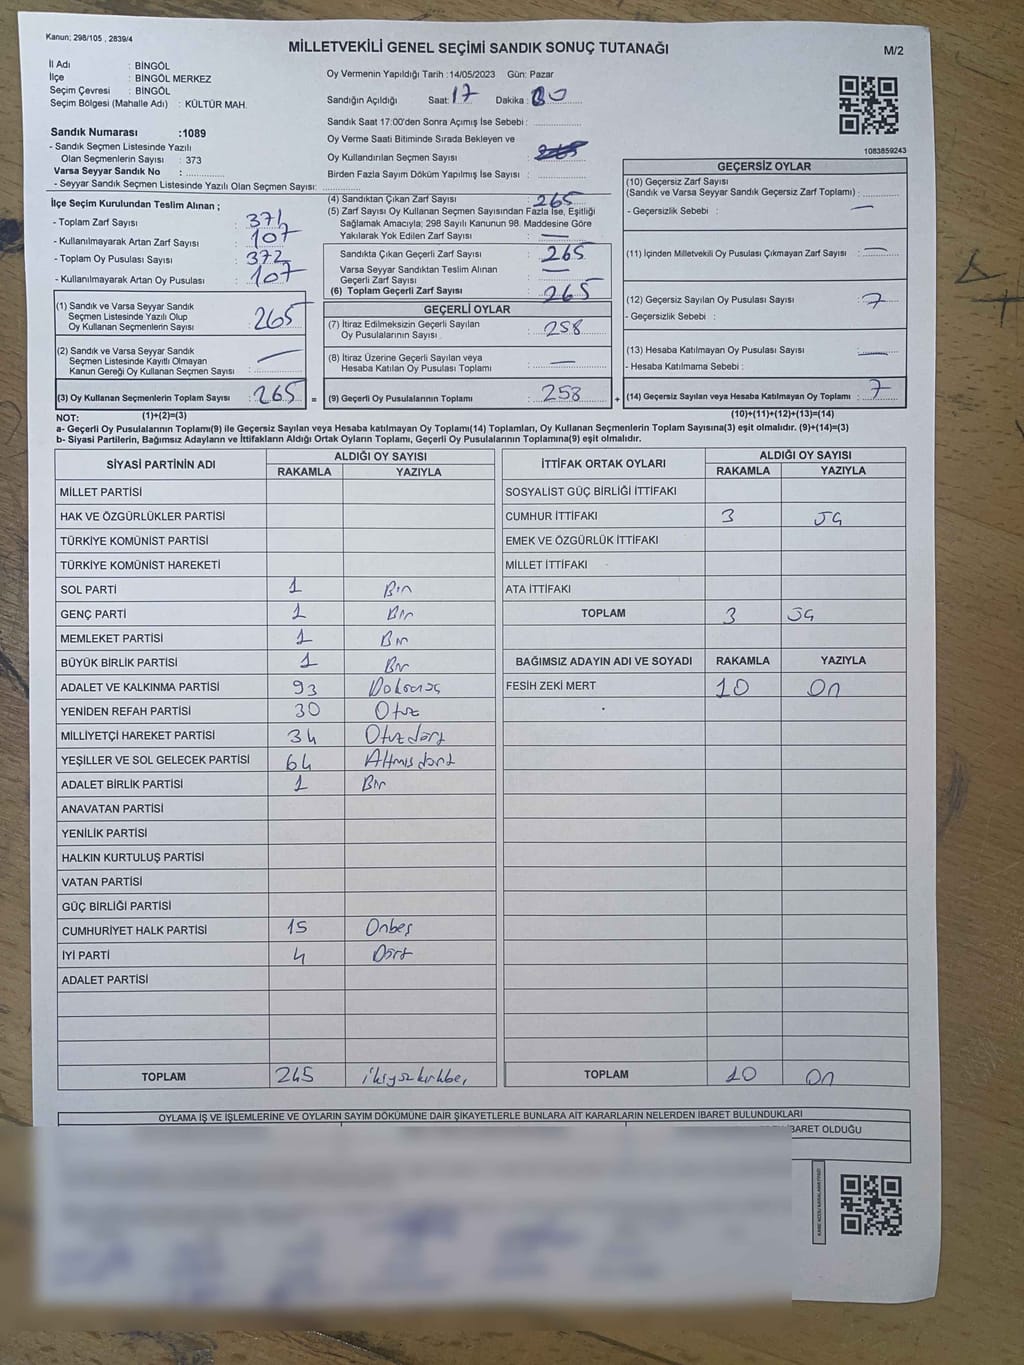 Kanun; 298/105 , 2839/4
MİLLETVEKİLİ GENEL SEÇİMİ SANDIK SONUÇ TUTANAĞI
M/2
İl Adı : BİNGÖL
İlçe : BİNGÖL MERKEZ
Seçim Çevresi : BİNGÖL
Seçim Bölgesi (Mahalle Adı) : KÜLTÜR MAH.
Sandık Numarası :1089
- Sandık Seçmen Listesinde Yazılı
Olan Seçmenlerin Sayısı : 373
Varsa Seyyar Sandık No :
- Seyyar Sandık Seçmen Listesinde Yazılı Olan Seçmen Sayısı:
Oy Vermenin Yapıldığı Tarih :14/05/2023 Gün: Pazar
Sandığın Açıldığı Saat: 17 Dakika :
Sandık Saat 17:00'den Sonra Açımış İse Sebebi :
Oy Verme Saati Bitiminde Sırada Bekleyen ve
Oy Kullandırılan Seçmen Sayısı :
Birden Fazla Sayım Döküm Yapılmış İse Sayısı :
1083859243
İlçe Seçim Kurulundan Teslim Alınan ;
- Toplam Zarf Sayısı : 371
- Kullanılmayarak Artan Zarf Sayısı : 107
- Toplam Oy Pusulası Sayısı : 372
- Kullanılmayarak Artan Oy Pusulası : 107
(1) Sandık ve Varsa Seyyar Sandık
Seçmen Listesinde Yazılı Olup
Oy Kullanan Seçmenlerin Sayısı : 265
(2) Sandık ve Varsa Seyyar Sandık
Seçmen Listesinde Kayıtlı Olmayan
Kanun Gereği Oy Kullanan Seçmen Sayısı : —
(3) Oy Kullanan Seçmenlerin Toplam Sayısı : 265 =
(4) Sandıktan Çıkan Zarf Sayısı : 265
(5) Zarf Sayısı Oy Kullanan Seçmen Sayısından Fazla İse, Eşitliği
Sağlamak Amacıyla; 298 Sayılı Kanunun 98. Maddesine Göre
Yakılarak Yok Edilen Zarf Sayısı : —
Sandıkta Çıkan Geçerli Zarf Sayısı : 265
Varsa Seyyar Sandıktan Teslim Alınan : —
Geçerli Zarf Sayısı
(6) Toplam Geçerli Zarf Sayısı : 265
GEÇERLİ OYLAR
(7) İtiraz Edilmeksizin Geçerli Sayılan
Oy Pusulalarının Sayısı : 258
(8) İtiraz Üzerine Geçerli Sayılan veya
Hesaba Katılan Oy Pusulası Toplamı : —
(9) Geçerli Oy Pusulalarının Toplamı : 258 +
GEÇERSİZ OYLAR
(10) Geçersiz Zarf Sayısı
(Sandık ve Varsa Seyyar Sandık Geçersiz Zarf Toplamı) :
- Geçersizlik Sebebi : —
(11) İçinden Milletvekili Oy Pusulası Çıkmayan Zarf Sayısı : —
(12) Geçersiz Sayılan Oy Pusulası Sayısı : 7
- Geçersizlik Sebebi :
(13) Hesaba Katılmayan Oy Pusulası Sayısı : —
- Hesaba Katılmama Sebebi :
(14) Geçersiz Sayılan veya Hesaba Katılmayan Oy Toplamı : 7
NOT: (1)+(2)=(3)
(10)+(11)+(12)+(13)=(14)
a- Geçerli Oy Pusulalarının Toplamı(9) ile Geçersiz Sayılan veya Hesaba katılmayan Oy Toplamı(14) Toplamları, Oy Kullanan Seçmenlerin Toplam Sayısına(3) eşit olmalıdır. (9)+(14)=(3)
b- Siyasi Partilerin, Bağımsız Adayların ve İttifakların Aldığı Ortak Oyların Toplamı, Geçerli Oy Pusulalarının Toplamına(9) eşit olmalıdır.
SİYASİ PARTİNİN ADI ALDIĞI OY SAYISI
RAKAMLA YAZIYLA
MİLLET PARTİSİ
HAK VE ÖZGÜRLÜKLER PARTİSİ
TÜRKİYE KOMÜNİST PARTİSİ
TÜRKİYE KOMÜNİST HAREKETİ
SOL PARTİ 1 Bir
GENÇ PARTİ 1 Bir
MEMLEKET PARTİSİ 1 Bir
BÜYÜK BİRLİK PARTİSİ 1 Bir
ADALET VE KALKINMA PARTİSİ 93 Doksanüç
YENİDEN REFAH PARTİSİ 30 Otuz
MİLLİYETÇİ HAREKET PARTİSİ 34 Otuzdört
YEŞİLLER VE SOL GELECEK PARTİSİ 64 Altmışdört
ADALET BİRLİK PARTİSİ 1 Bir
ANAVATAN PARTİSİ
YENİLİK PARTİSİ
HALKIN KURTULUŞ PARTİSİ
VATAN PARTİSİ
GÜÇ BİRLİĞİ PARTİSİ
CUMHURİYET HALK PARTİSİ 15 Onbeş
İYİ PARTİ 4 Dört
ADALET PARTİSİ
TOPLAM 245 ikiyüzkırkbeş
İTTİFAK ORTAK OYLARI ALDIĞI OY SAYISI
RAKAMLA YAZIYLA
SOSYALİST GÜÇ BİRLİĞİ İTTİFAKI
CUMHUR İTTİFAKI 3 üç
EMEK VE ÖZGÜRLÜK İTTİFAKI
MİLLET İTTİFAKI
ATA İTTİFAKI
TOPLAM 3 üç
BAĞIMSIZ ADAYIN ADI VE SOYADI RAKAMLA YAZIYLA
FESİH ZEKİ MERT 10 On
TOPLAM 10 On
OYLAMA İŞ VE İŞLEMLERİNE VE OYLARIN SAYIM DÖKÜMÜNE DAİR ŞİKAYETLERLE BUNLARA AİT KARARLARIN NELERDEN İBARET BULUNDUKLARI
İBARET OLDUĞU